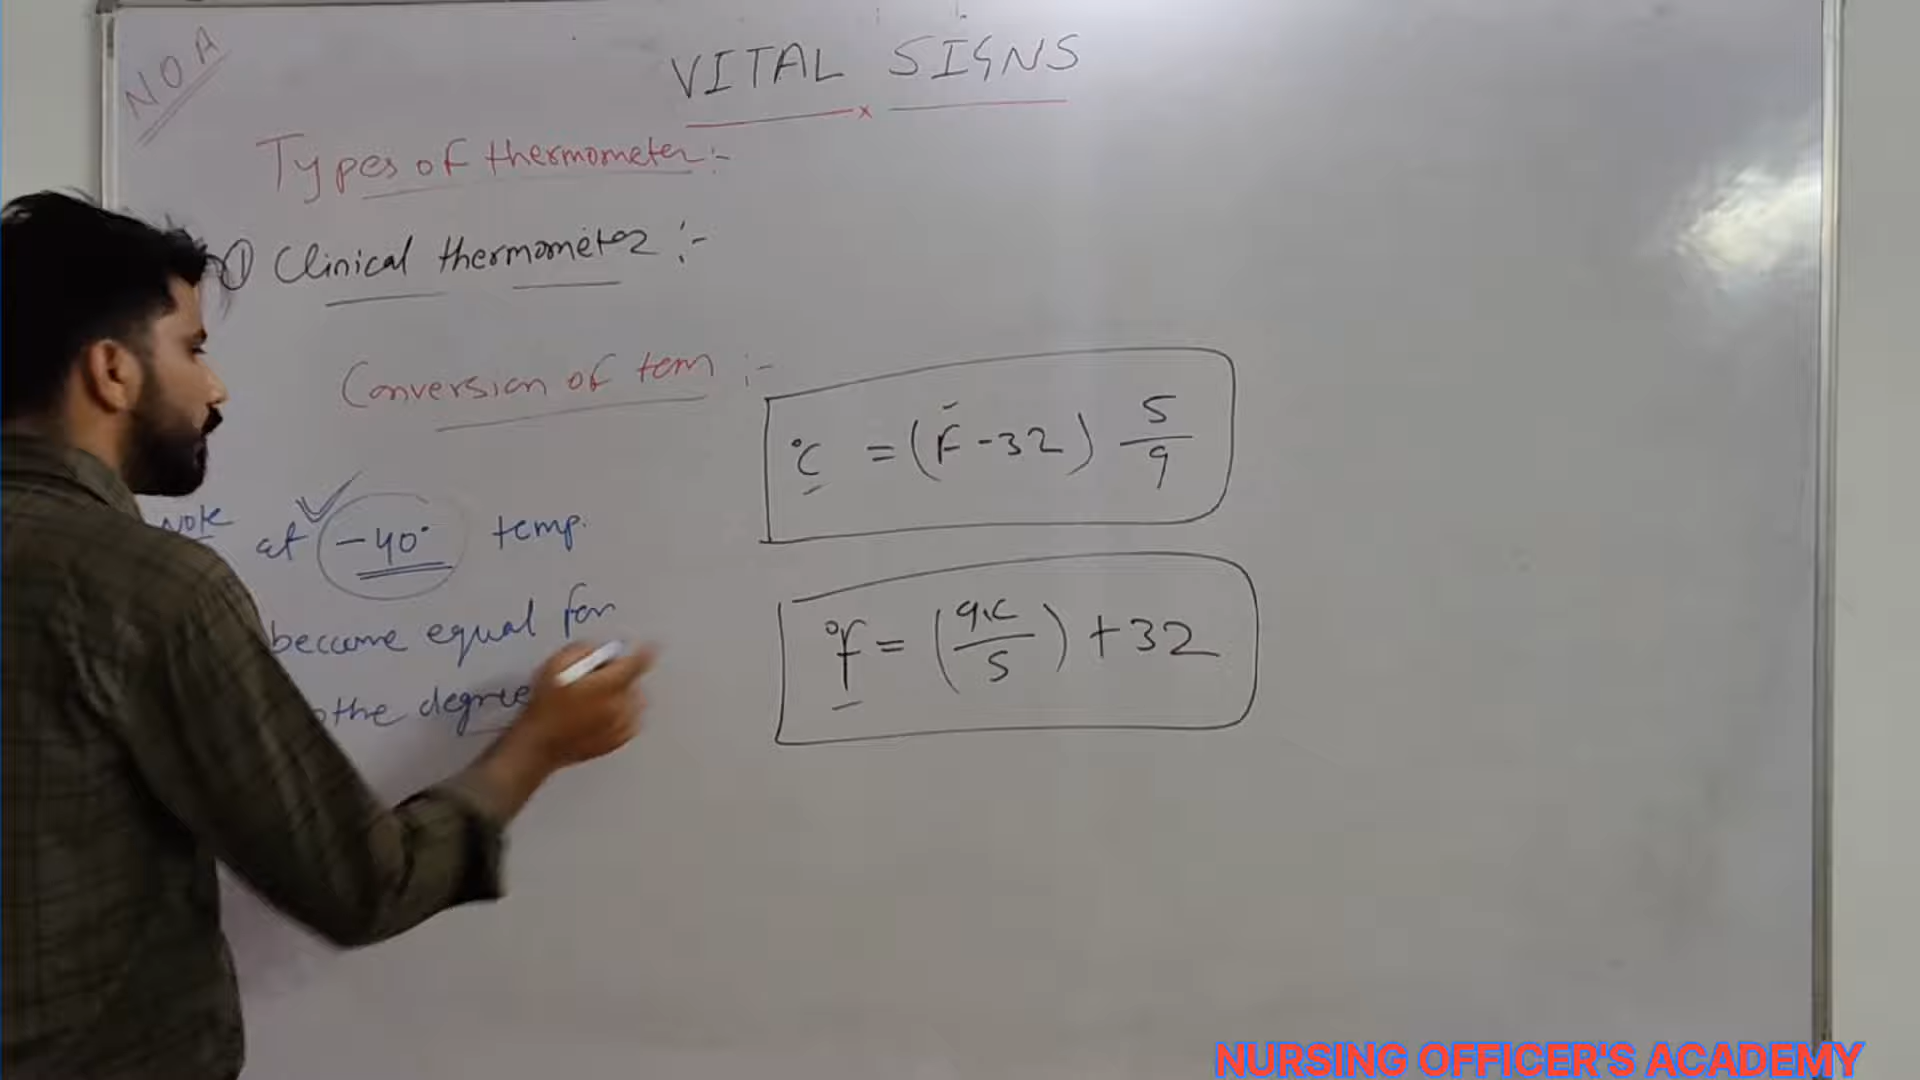 NOA
VITAL SIGNS
Types of thermometer :-
① Clinical thermometer :-
Conversion of tem :-
°C = (F - 32) 5/9
Note at -40° temp.
become equal for
the degree
°f = (9.C/5) + 32
NURSING OFFICER'S ACADEMY